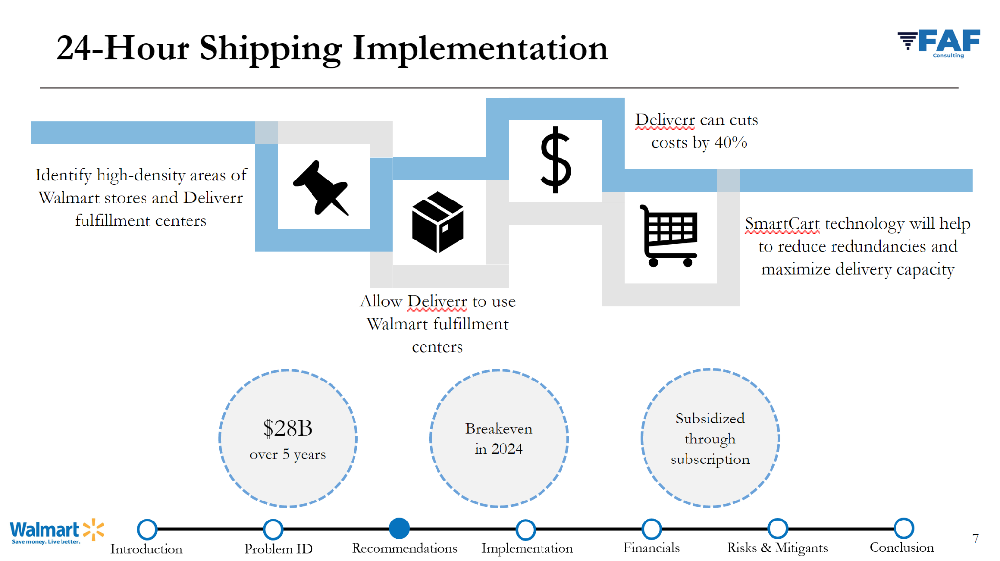 24-Hour Shipping Implementation
FAF
Consulting
Identify high-density areas of
Walmart stores and Deliverr
fulfillment centers
Allow Deliverr to use
Walmart fulfillment
centers
$
Deliverr can cuts
costs by 40%
SmartCart technology will help
to reduce redundancies and
maximize delivery capacity
$28B
over 5 years
Breakeven
in 2024
Subsidized
through
subscription
Walmart
Save money. Live better.
Introduction
Problem ID
Recommendations
Implementation
Financials
Risks & Mitigants
Conclusion
7